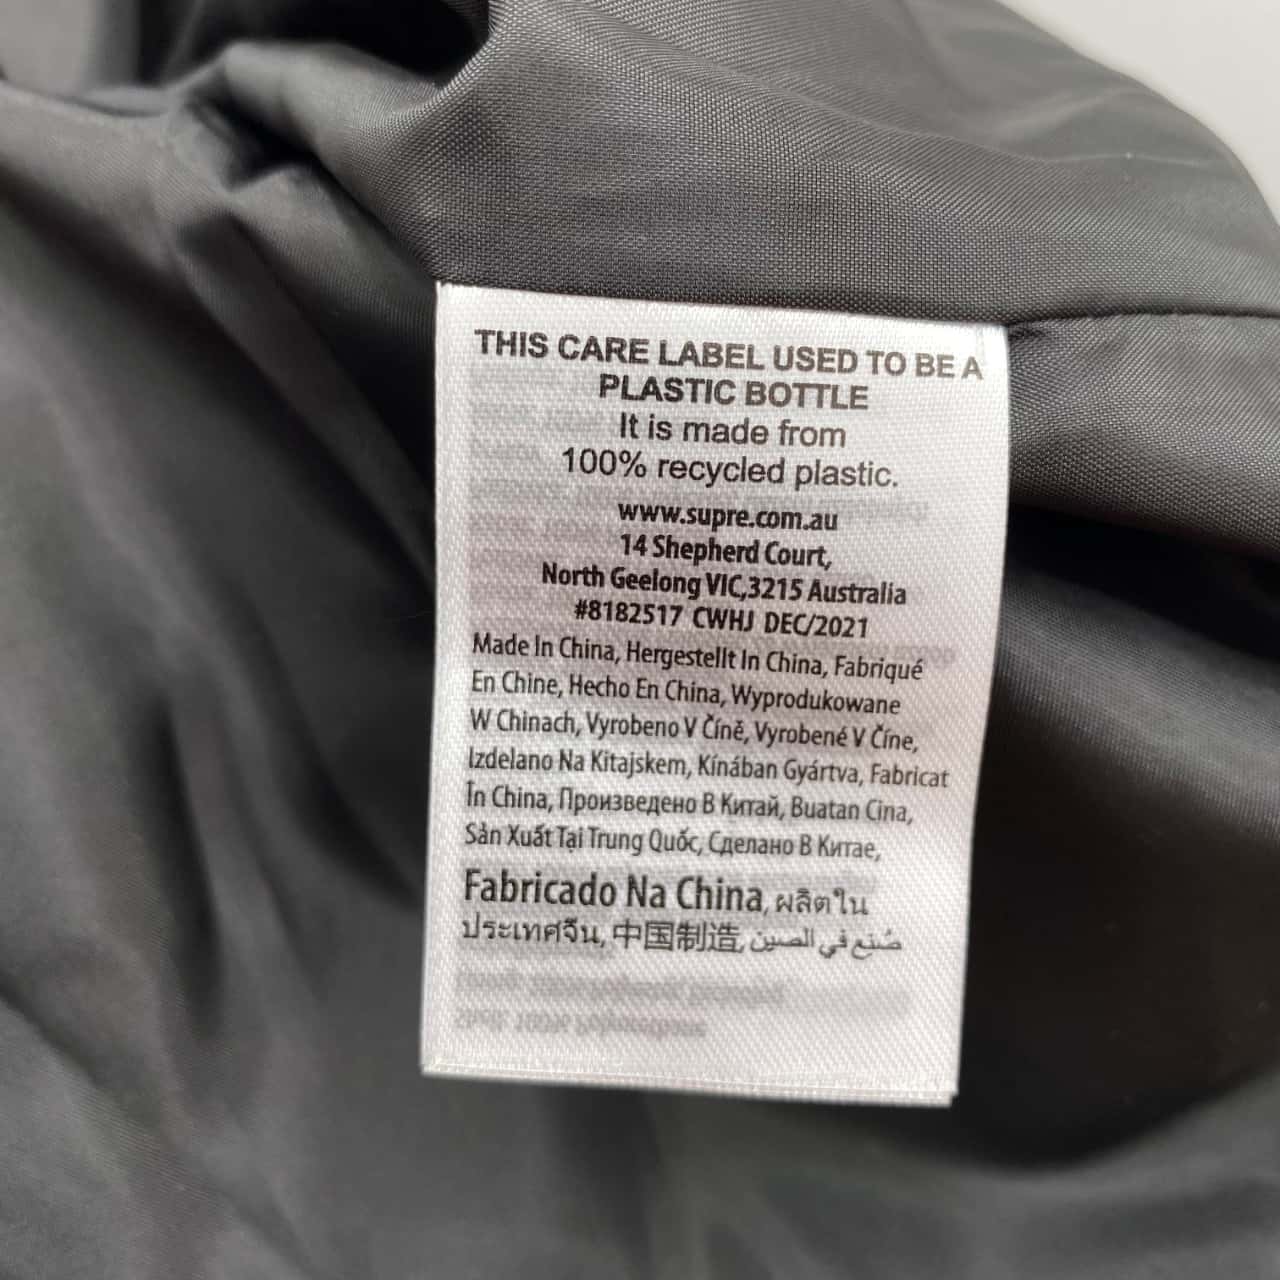 THIS CARE LABEL USED TO BE A
PLASTIC BOTTLE
It is made from
100% recycled plastic.
www.supre.com.au
14 Shepherd Court,
North Geelong VIC,3215 Australia
#8182517 CWHJ DEC/2021
Made In China, Hergestellt In China, Fabriqué
En Chine, Hecho En China, Wyprodukowane
W Chinach, Vyrobeno V Číně, Vyrobené V Číne,
Izdelano Na Kitajskem, Kínában Gyártva, Fabricat
În China, Произведено В Китай, Buatan Cina,
Sản Xuất Tại Trung Quốc, Сделано В Китае,
Fabricado Na China, ผลิตใน
ประเทศจีน, 中国制造, صُنع في الصين